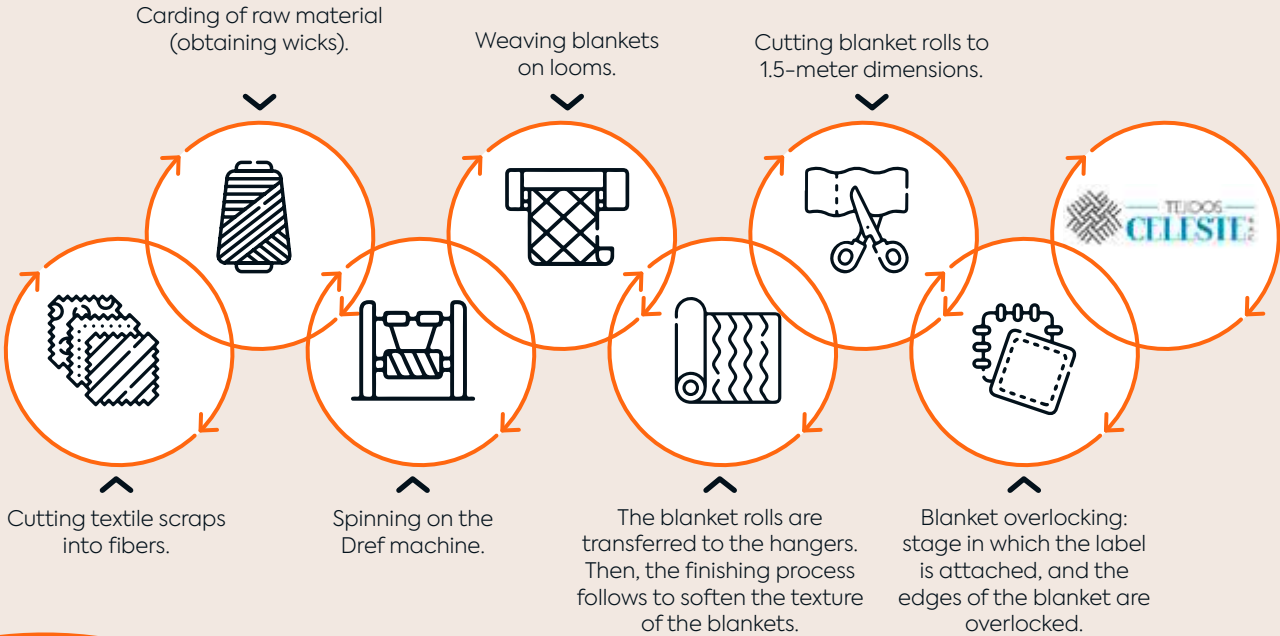 Carding of raw material
(obtaining wicks).
Weaving blankets
on looms.
Cutting blanket rolls to
1.5-meter dimensions.
CELESTE
Cutting textile scraps
into fibers.
Spinning on the
Dref machine.
The blanket rolls are
transferred to the hangers.
Then, the finishing process
follows to soften the texture
of the blankets.
Blanket overlocking:
stage in which the label
is attached, and the
edges of the blanket are
overlocked.